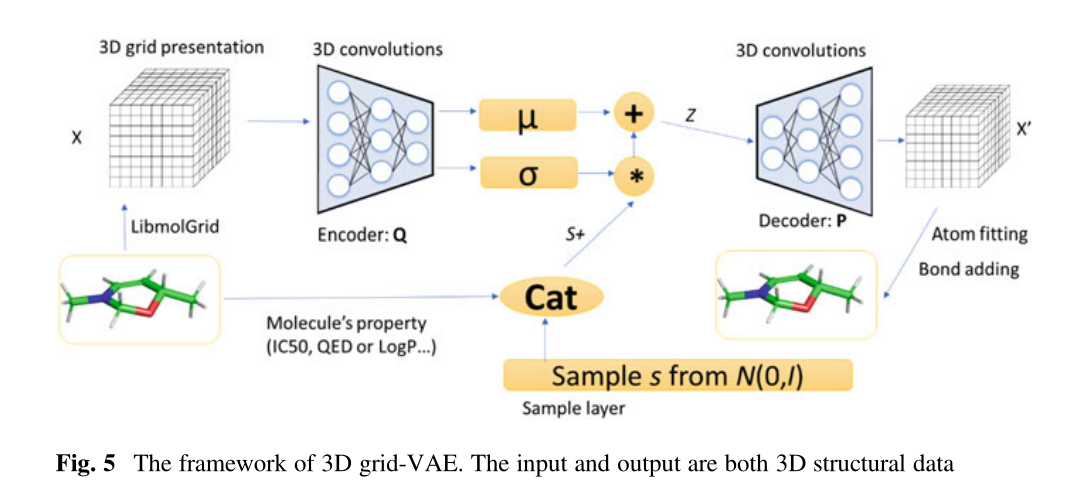 3D grid presentation
3D convolutions
3D convolutions
X
μ
+
Z
X'
σ
*
LibmolGrid
Encoder: Q
S+
Decoder: P
Atom fitting
Bond adding
Cat
Molecule's property
(IC50, QED or LogP...)
Sample s from N(0,I)
Sample layer
Fig. 5 The framework of 3D grid-VAE. The input and output are both 3D structural data